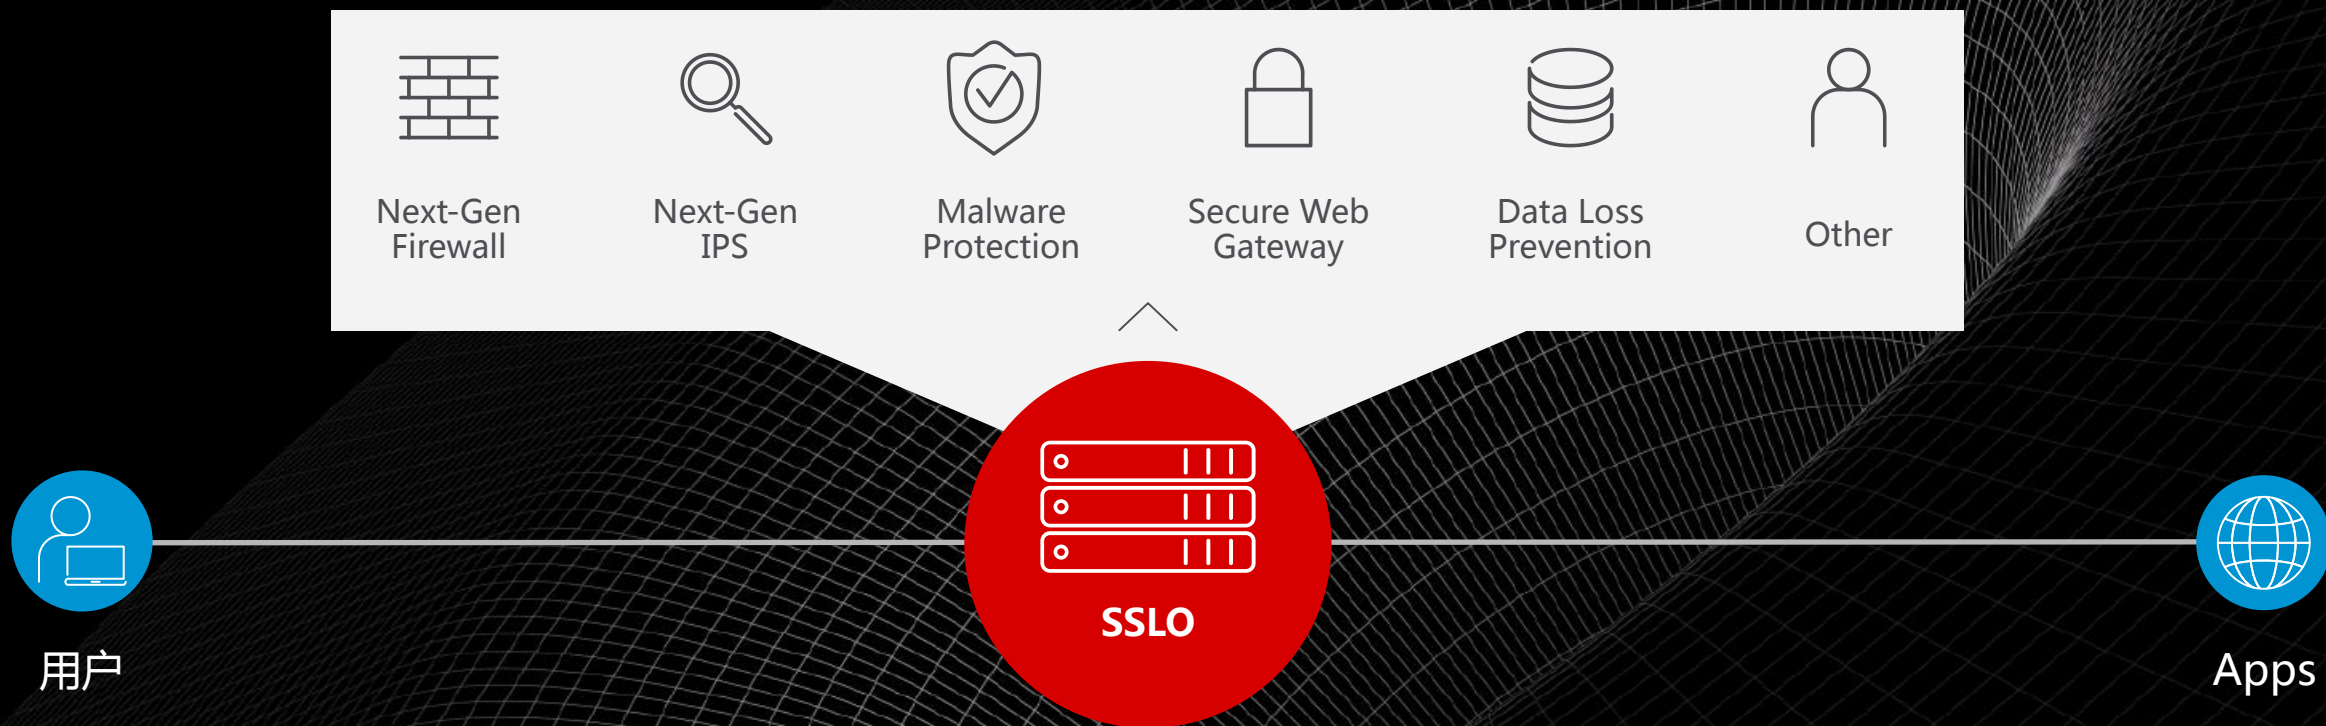 Next-Gen
Firewall
Next-Gen
IPS
Malware
Protection
Secure Web
Gateway
Data Loss
Prevention
Other
SSLO
用户
Apps